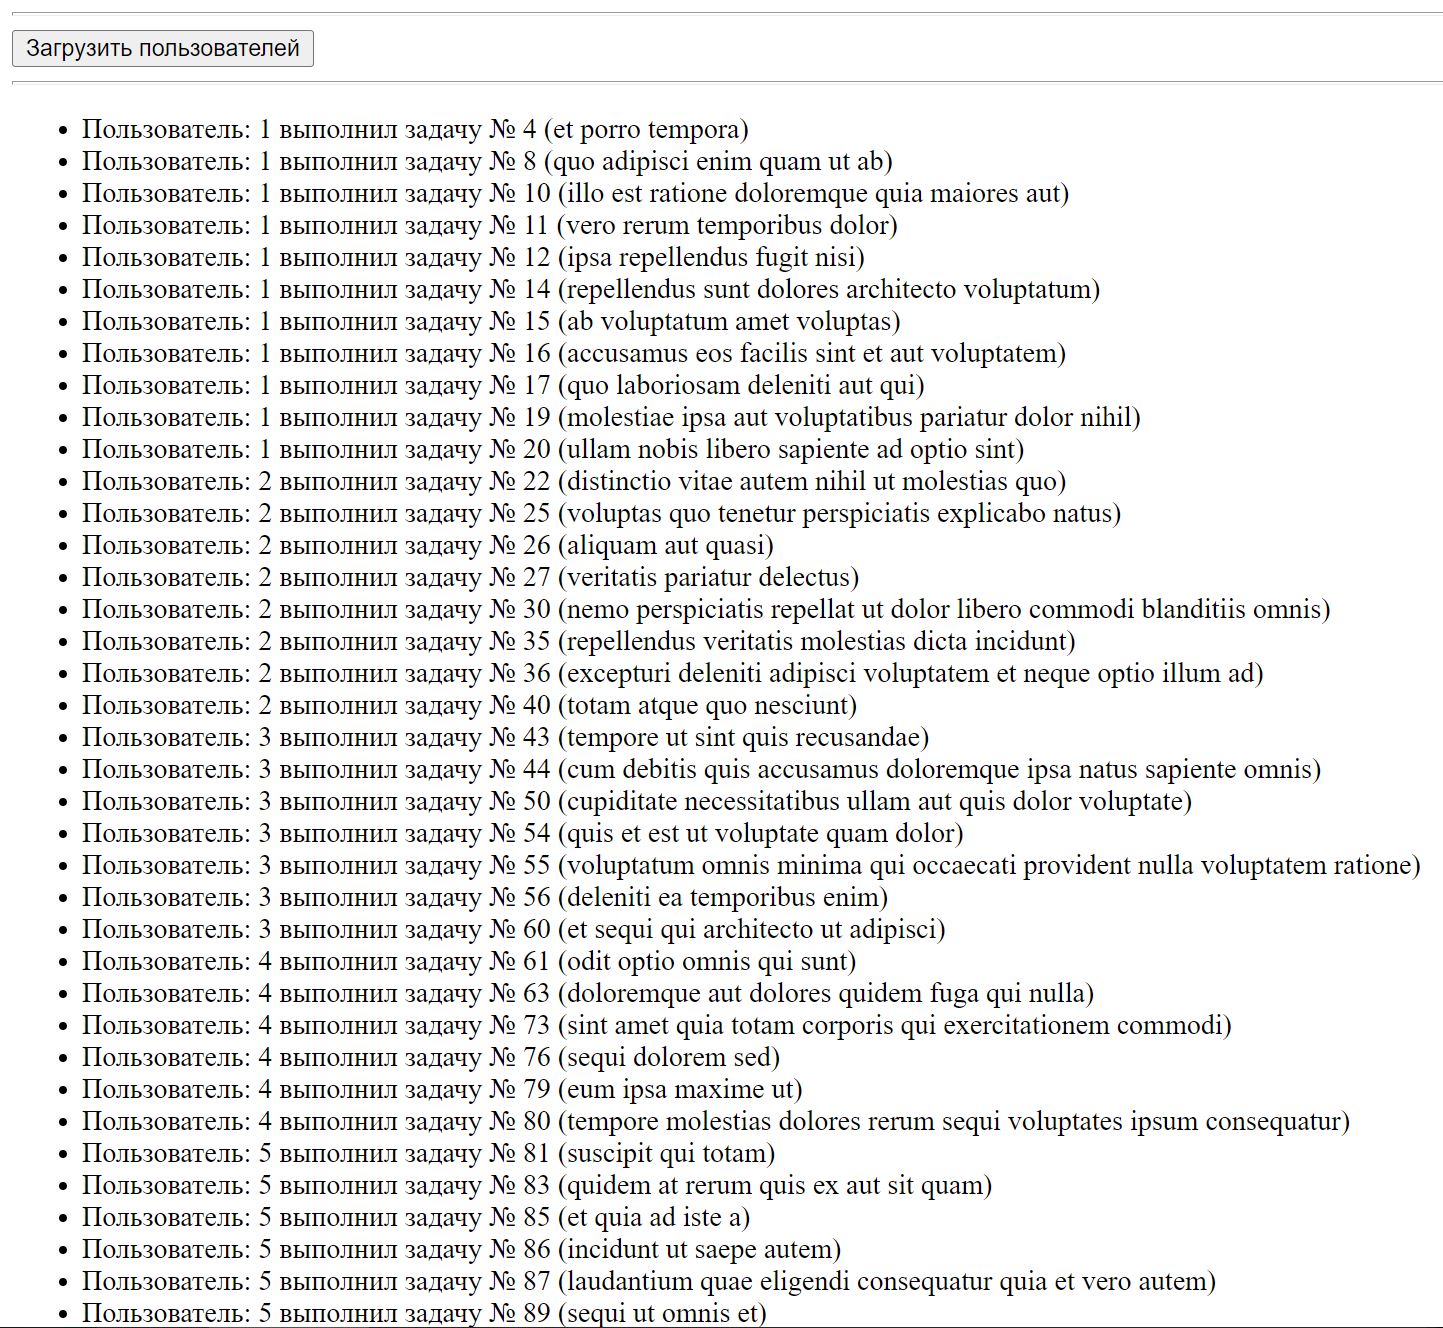 Загрузить пользователей
Пользователь: 1 выполнил задачу № 4 (et porro tempora)
Пользователь: 1 выполнил задачу № 8 (quo adipisci enim quam ut ab)
Пользователь: 1 выполнил задачу № 10 (illo est ratione doloremque quia maiores aut)
Пользователь: 1 выполнил задачу № 11 (vero rerum temporibus dolor)
Пользователь: 1 выполнил задачу № 12 (ipsa repellendus fugit nisi)
Пользователь: 1 выполнил задачу № 14 (repellendus sunt dolores architecto voluptatum)
Пользователь: 1 выполнил задачу № 15 (ab voluptatum amet voluptas)
Пользователь: 1 выполнил задачу № 16 (accusamus eos facilis sint et aut voluptatem)
Пользователь: 1 выполнил задачу № 17 (quo laboriosam deleniti aut qui)
Пользователь: 1 выполнил задачу № 19 (molestiae ipsa aut voluptatibus pariatur dolor nihil)
Пользователь: 1 выполнил задачу № 20 (ullam nobis libero sapiente ad optio sint)
Пользователь: 2 выполнил задачу № 22 (distinctio vitae autem nihil ut molestias quo)
Пользователь: 2 выполнил задачу № 25 (voluptas quo tenetur perspiciatis explicabo natus)
Пользователь: 2 выполнил задачу № 26 (aliquam aut quasi)
Пользователь: 2 выполнил задачу № 27 (veritatis pariatur delectus)
Пользователь: 2 выполнил задачу № 30 (nemo perspiciatis repellat ut dolor libero commodi blanditiis omnis)
Пользователь: 2 выполнил задачу № 35 (repellendus veritatis molestias dicta incidunt)
Пользователь: 2 выполнил задачу № 36 (excepturi deleniti adipisci voluptatem et neque optio illum ad)
Пользователь: 2 выполнил задачу № 40 (totam atque quo nesciunt)
Пользователь: 3 выполнил задачу № 43 (tempore ut sint quis recusandae)
Пользователь: 3 выполнил задачу № 44 (cum debitis quis accusamus doloremque ipsa natus sapiente omnis)
Пользователь: 3 выполнил задачу № 50 (cupiditate necessitatibus ullam aut quis dolor voluptate)
Пользователь: 3 выполнил задачу № 54 (quis et est ut voluptate quam dolor)
Пользователь: 3 выполнил задачу № 55 (voluptatum omnis minima qui occaecati provident nulla voluptatem ratione)
Пользователь: 3 выполнил задачу № 56 (deleniti ea temporibus enim)
Пользователь: 3 выполнил задачу № 60 (et sequi qui architecto ut adipisci)
Пользователь: 4 выполнил задачу № 61 (odit optio omnis qui sunt)
Пользователь: 4 выполнил задачу № 63 (doloremque aut dolores quidem fuga qui nulla)
Пользователь: 4 выполнил задачу № 73 (sint amet quia totam corporis qui exercitationem commodi)
Пользователь: 4 выполнил задачу № 76 (sequi dolorem sed)
Пользователь: 4 выполнил задачу № 79 (eum ipsa maxime ut)
Пользователь: 4 выполнил задачу № 80 (tempore molestias dolores rerum sequi voluptates ipsum consequatur)
Пользователь: 5 выполнил задачу № 81 (suscipit qui totam)
Пользователь: 5 выполнил задачу № 83 (quidem at rerum quis ex aut sit quam)
Пользователь: 5 выполнил задачу № 85 (et quia ad iste a)
Пользователь: 5 выполнил задачу № 86 (incidunt ut saepe autem)
Пользователь: 5 выполнил задачу № 87 (laudantium quae eligendi consequatur quia et vero autem)
Пользователь: 5 выполнил задачу № 89 (sequi ut omnis et)